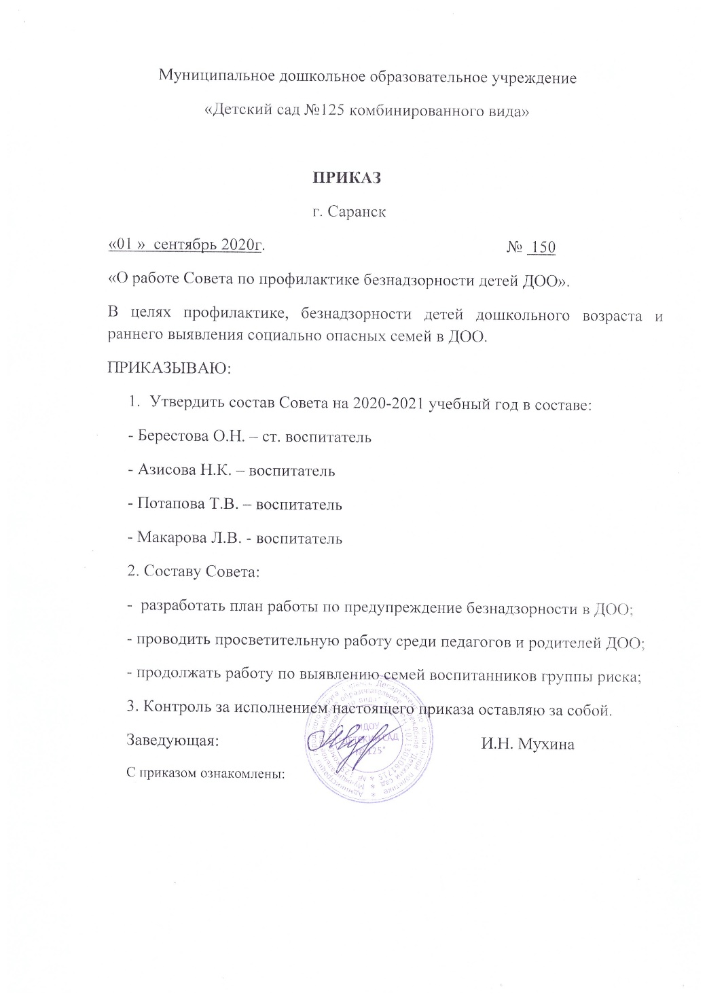 Муниципальное дошкольное образовательное учреждение
«Детский сад №125 комбинированного вида»
ПРИКАЗ
г. Саранск
«01 »  сентябрь 2020г.
№  150
«О работе Совета по профилактике безнадзорности детей ДОО».
В целях профилактике, безнадзорности детей дошкольного возраста и
раннего выявления социально опасных семей в ДОО.
ПРИКАЗЫВАЮ:
1.  Утвердить состав Совета на 2020-2021 учебный год в составе:
- Берестова О.Н. – ст. воспитатель
- Азисова Н.К. – воспитатель
- Потапова Т.В. – воспитатель
- Макарова Л.В. - воспитатель
2. Составу Совета:
-  разработать план работы по предупреждение безнадзорности в ДОО;
- проводить просветительную работу среди педагогов и родителей ДОО;
- продолжать работу по выявлению семей воспитанников группы риска;
3. Контроль за исполнением настоящего приказа оставляю за собой.
Заведующая:
И.Н. Мухина
С приказом ознакомлены:
ДЕТСКИЙ САД